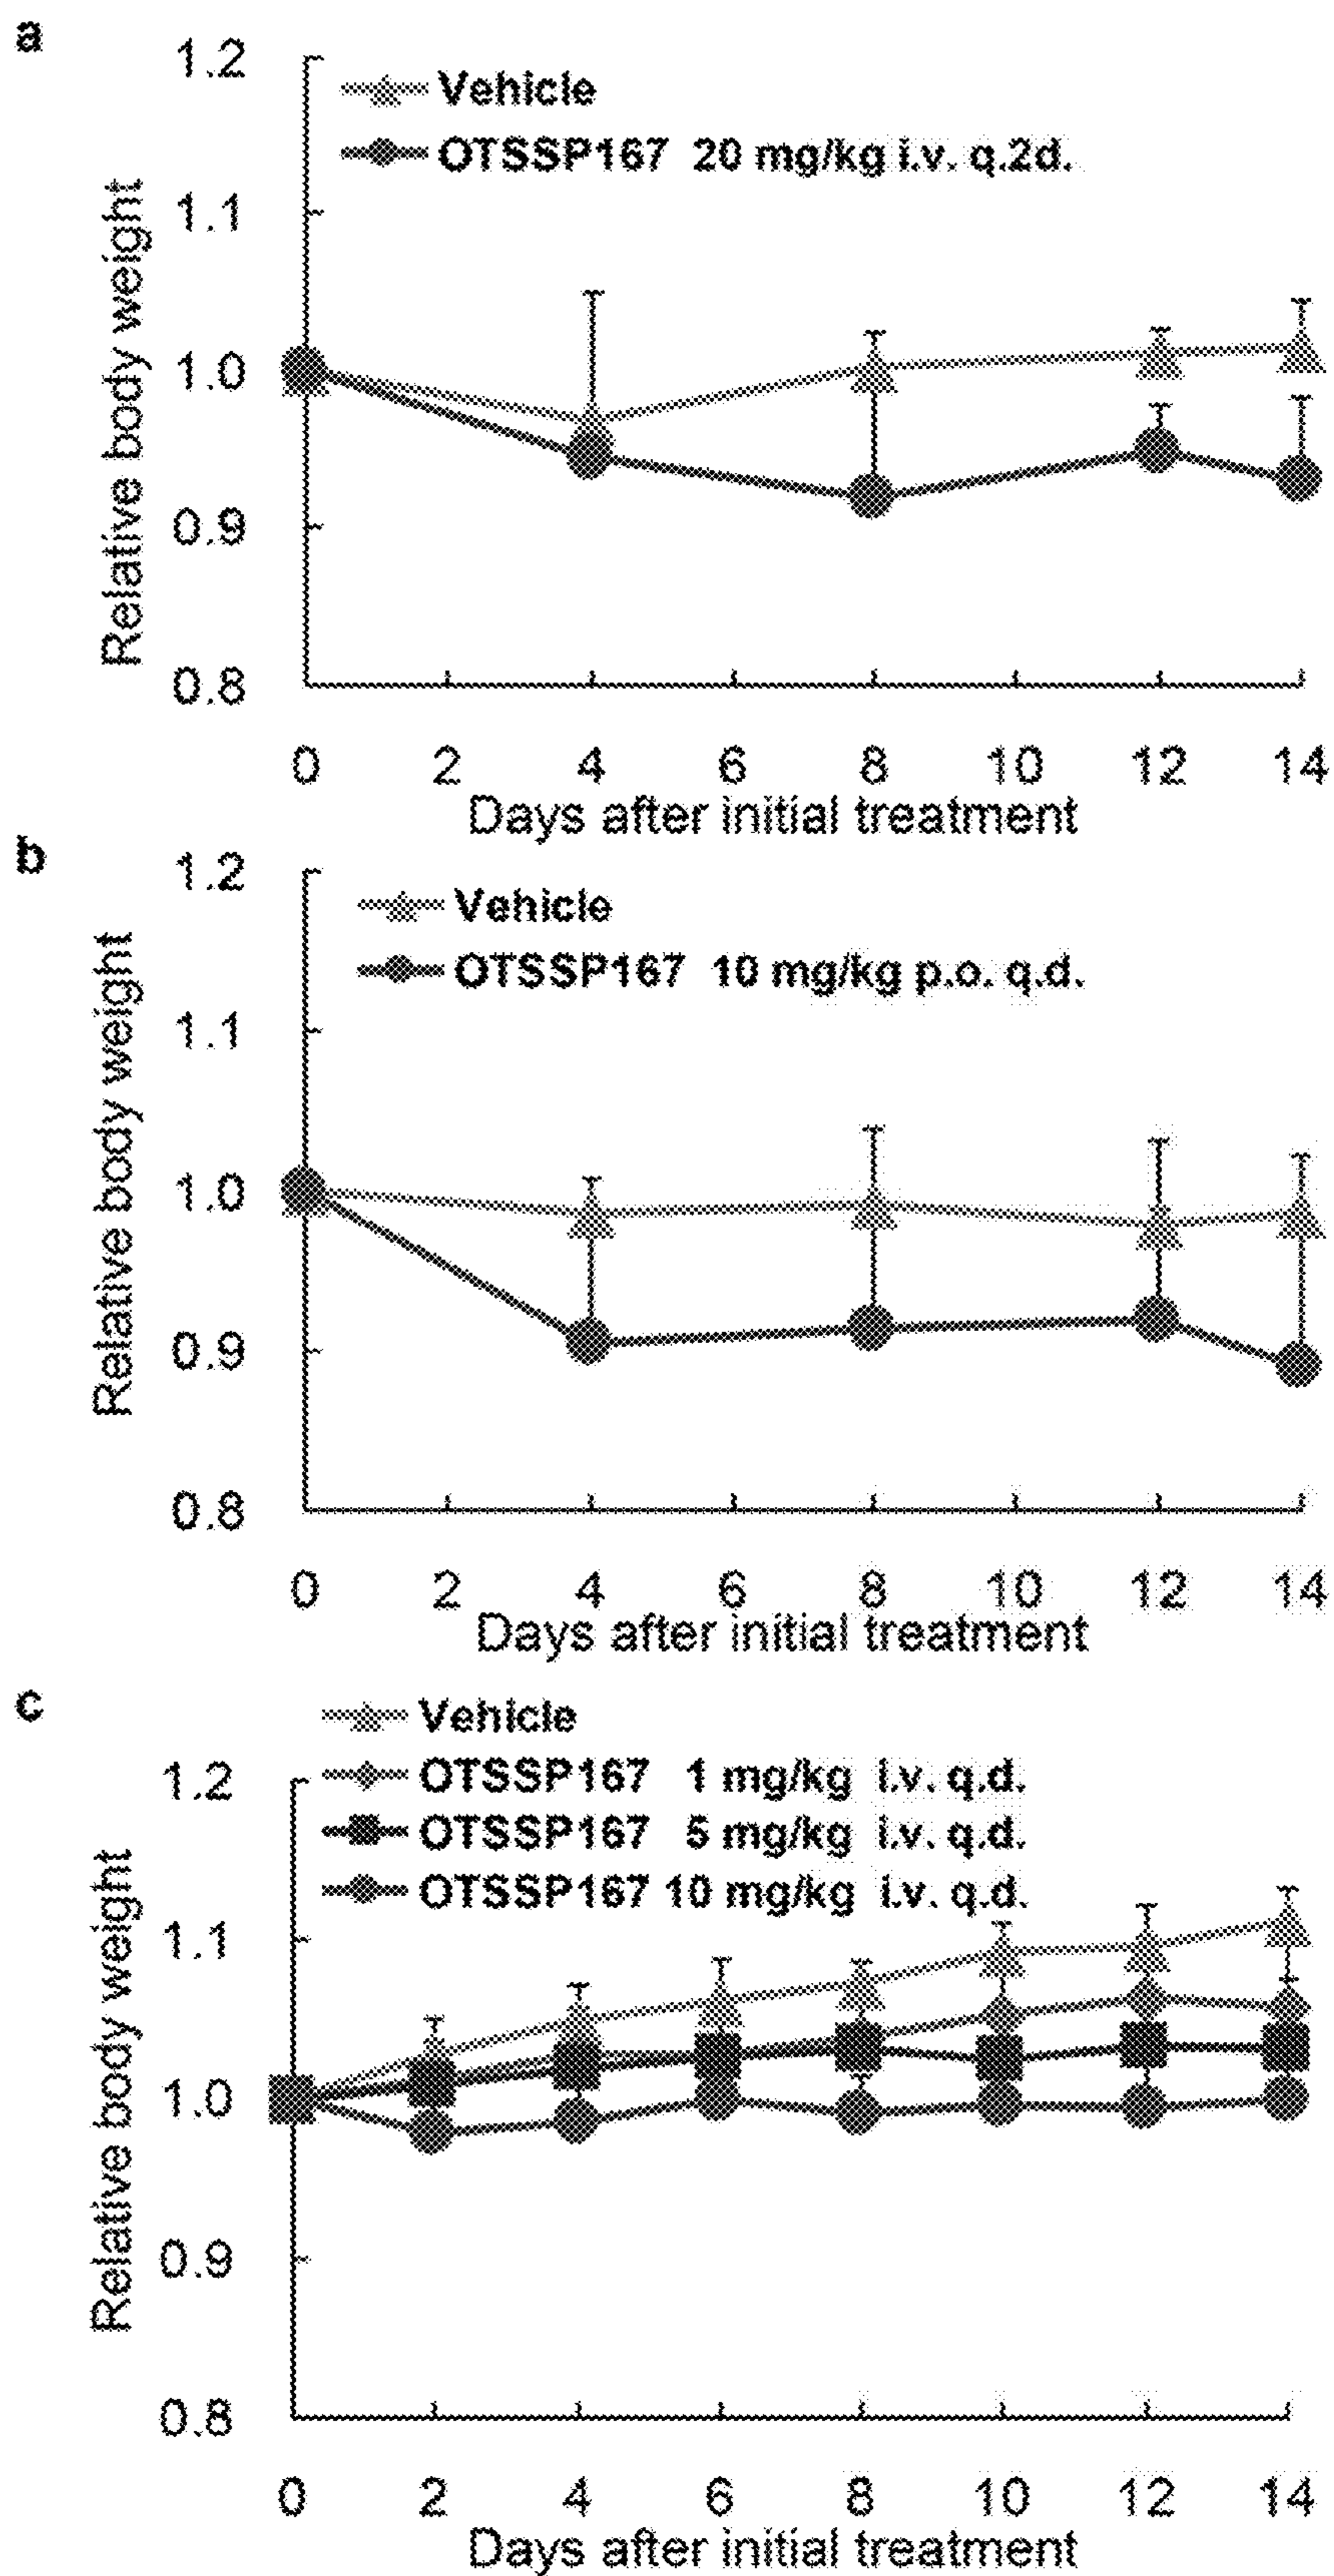 a
1.2
1.1
1.0
0.9
0.8
Relative body weight
Vehicle
OTSSP167 20 mg/kg i.v. q.2d.
0 2 4 6 8 10 12 14
Days after initial treatment
b
1.2
1.1
1.0
0.9
0.8
Relative body weight
Vehicle
OTSSP167 10 mg/kg p.o. q.d.
0 2 4 6 8 10 12 14
Days after initial treatment
c
Vehicle
OTSSP167 1 mg/kg i.v. q.d.
OTSSP167 5 mg/kg i.v. q.d.
OTSSP167 10 mg/kg i.v. q.d.
1.2
1.1
1.0
0.9
0.8
Relative body weight
0 2 4 6 8 10 12 14
Days after initial treatment